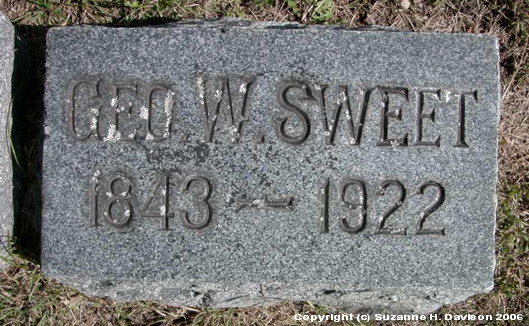 GEO. W. SWEET
1843 — 1922
Copyright (c) Suzanne H. Davison 2006